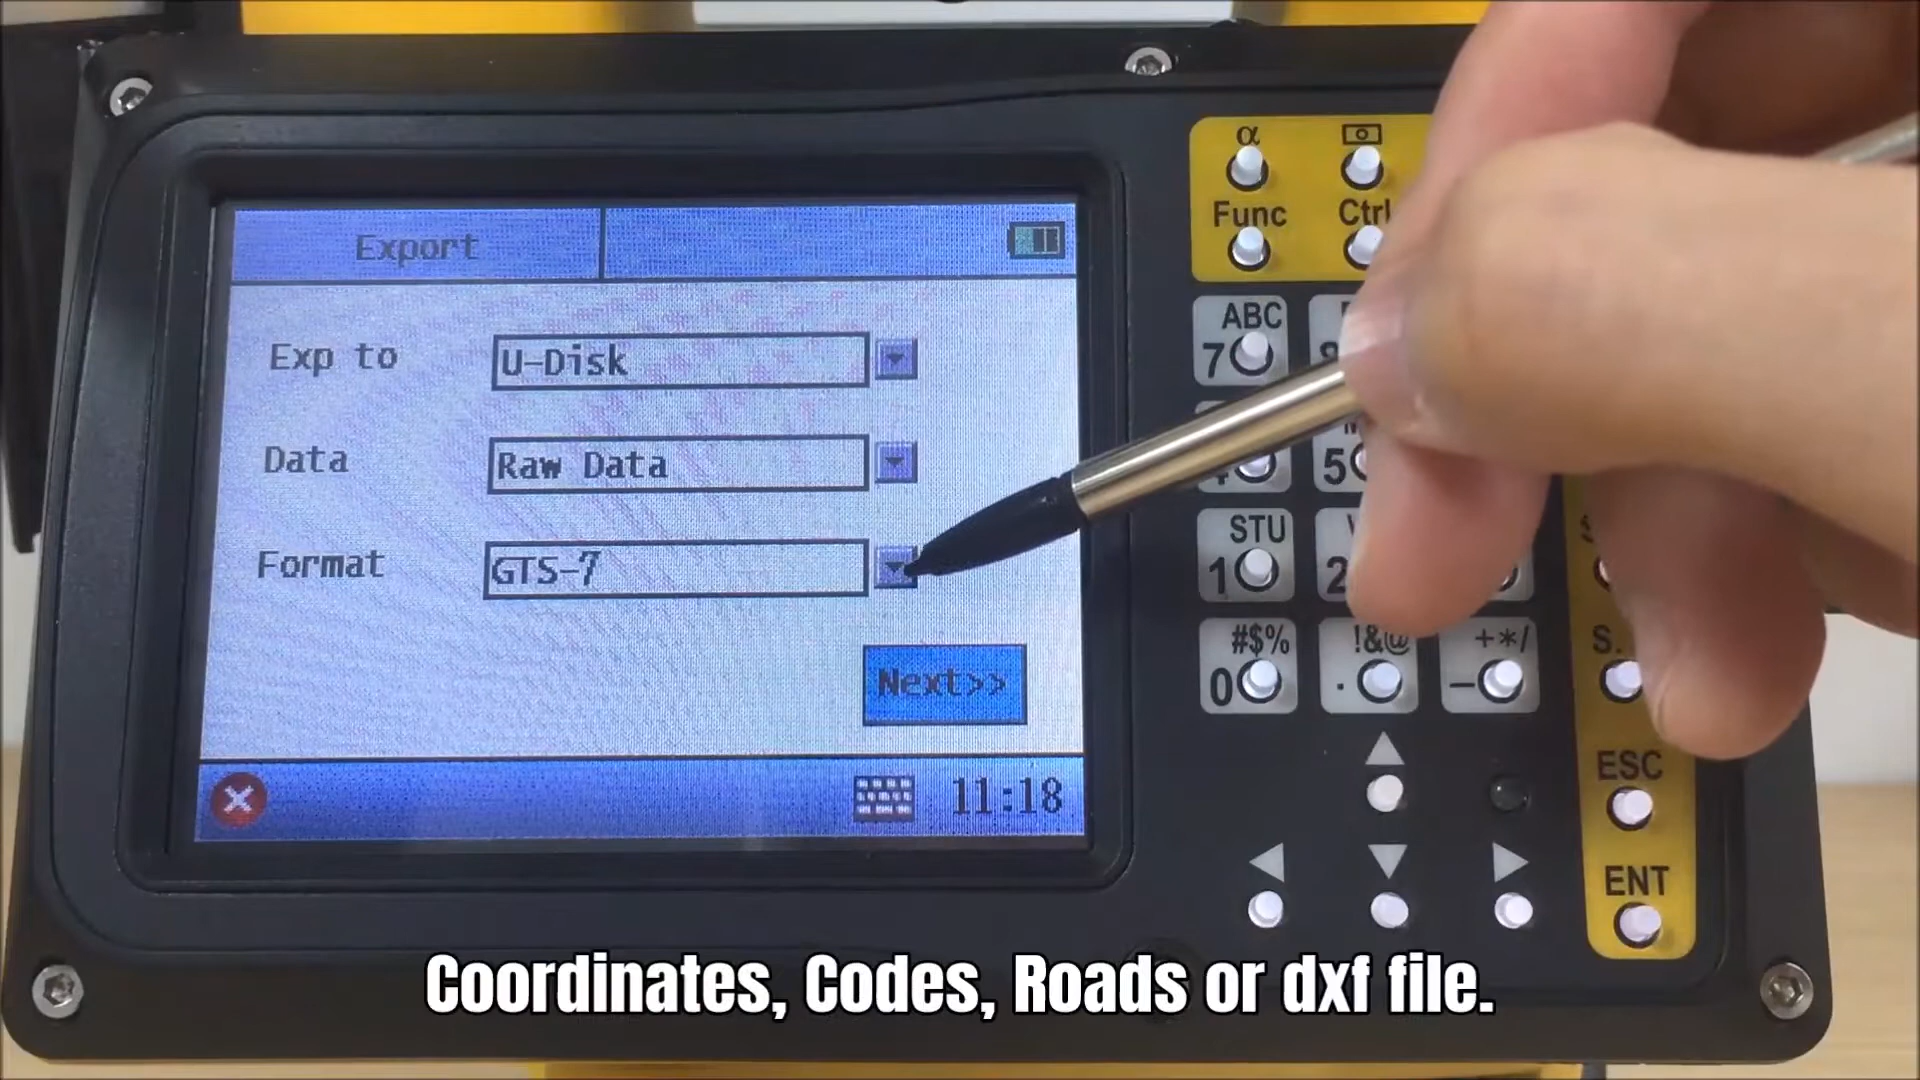 Export
Exp to
U-Disk
Data
Raw Data
Format
GTS-7
Next>>
11:18
α
Func
Ctrl
ABC
7
5
STU
1
2
#$%
0
!&@
.
+*/
-
S.
ESC
ENT
Coordinates, Codes, Roads or dxf file.